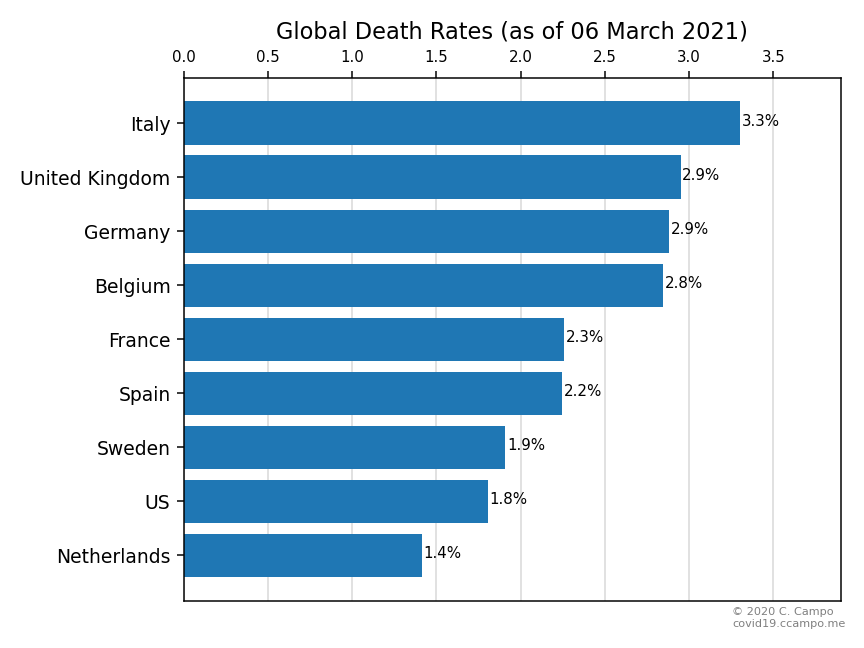 Global Death Rates (as of 06 March 2021)
0.0 0.5 1.0 1.5 2.0 2.5 3.0 3.5
Italy 3.3%
United Kingdom 2.9%
Germany 2.9%
Belgium 2.8%
France 2.3%
Spain 2.2%
Sweden 1.9%
US 1.8%
Netherlands 1.4%
© 2020 C. Campo
covid19.ccampo.me